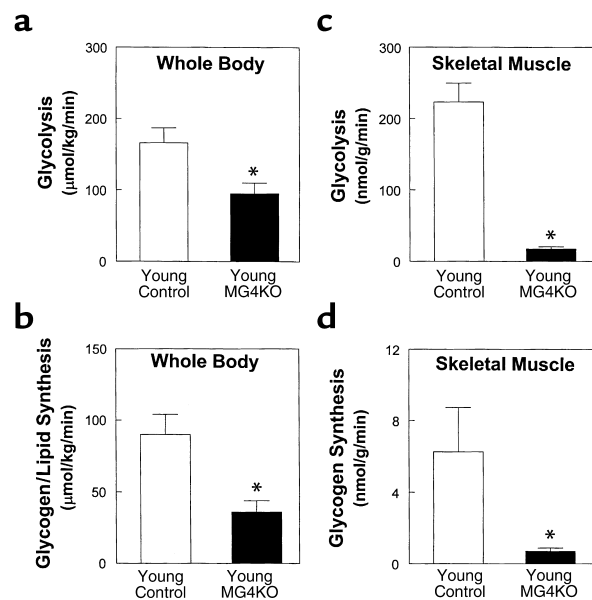 a
Whole Body
Glycolysis
(μmol/kg/min)
300
200
100
0
*
Young
Control
Young
MG4KO
c
Skeletal Muscle
Glycolysis
(nmol/g/min)
300
200
100
0
*
Young
Control
Young
MG4KO
b
Whole Body
Glycogen/Lipid Synthesis
(μmol/kg/min)
150
100
50
0
*
Young
Control
Young
MG4KO
d
Skeletal Muscle
Glycogen Synthesis
(nmol/g/min)
12
8
4
0
*
Young
Control
Young
MG4KO